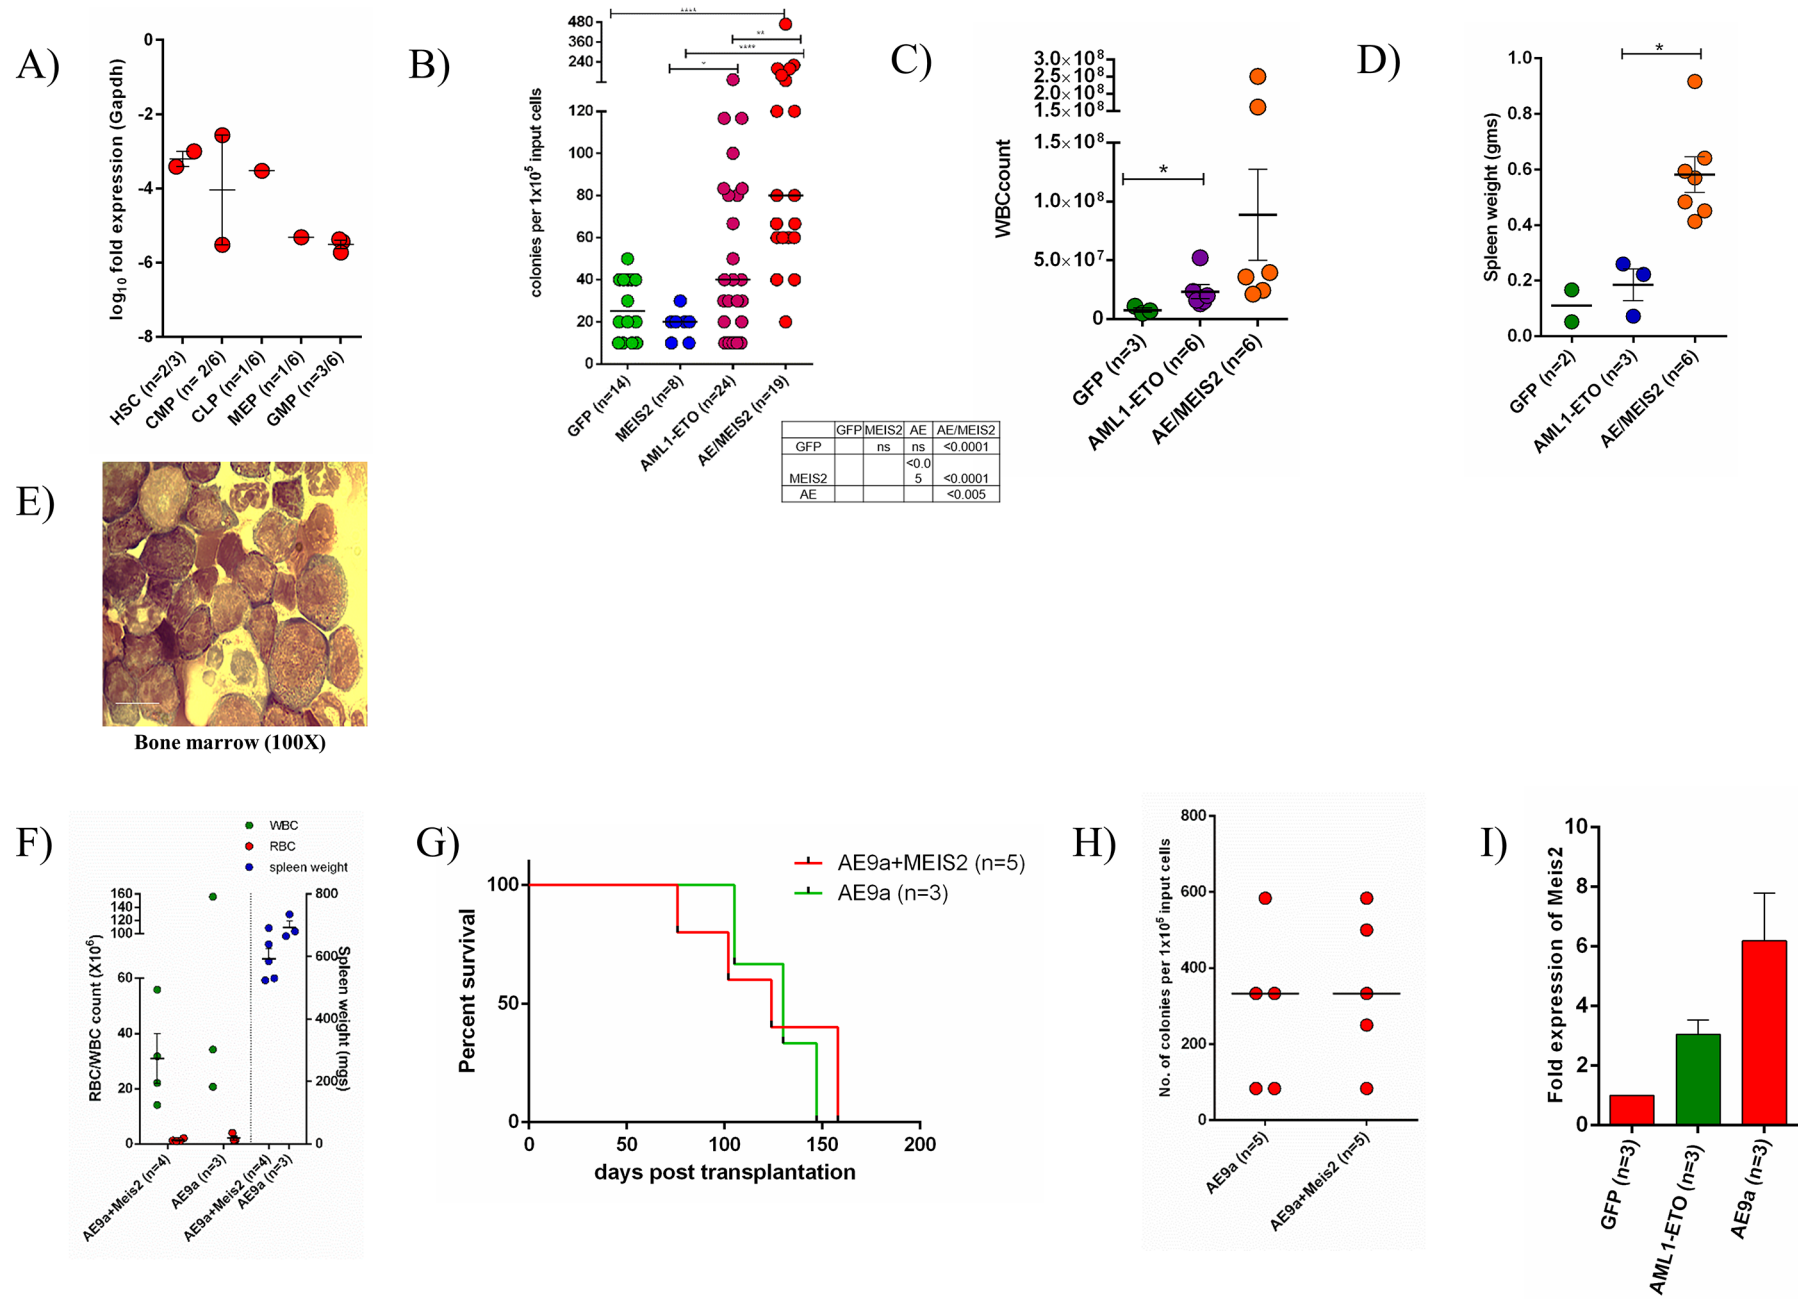 A)
0
-2
-4
-6
-8
log10 fold expression (Gapdh)
HSC (n=2/3)
CMP (n= 2/6)
CLP (n=1/6)
MEP (n=1/6)
GMP (n=3/6)
B)
480
360
240
120
100
80
60
40
20
0
colonies per 1x10^5 input cells
****
**
****
*
GFP (n=14)
MEIS2 (n=8)
AML1-ETO (n=24)
AE/MEIS2 (n=19)
GFP MEIS2 AE AE/MEIS2
GFP ns ns <0.0001
<0.0
MEIS2 5 <0.0001
AE <0.005
C)
3.0×10^8
2.5×10^8
2.0×10^8
1.5×10^8
1.5×10^8
1.0×10^8
5.0×10^7
0
WBCcount
*
GFP (n=3)
AML1-ETO (n=6)
AE/MEIS2 (n=6)
D)
1.0
0.8
0.6
0.4
0.2
0.0
Spleen weight (gms)
*
GFP (n=2)
AML1-ETO (n=3)
AE/MEIS2 (n=6)
E)
Bone marrow (100X)
F)
WBC
RBC
spleen weight
160
140
120
100
60
40
20
0
RBC/WBC count (X10^6)
800
600
400
200
0
Spleen weight (mgs)
AE9a+Meis2 (n=4)
AE9a (n=3)
AE9a+Meis2 (n=4)
AE9a (n=3)
G)
AE9a+MEIS2 (n=5)
AE9a (n=3)
100
50
0
Percent survival
0 50 100 150 200
days post transplantation
H)
800
600
400
200
0
No. of colonies per 1x10^5 input cells
AE9a (n=5)
AE9a+Meis2 (n=5)
I)
10
8
6
4
2
0
Fold expression of Meis2
GFP (n=3)
AML1-ETO (n=3)
AE9a (n=3)